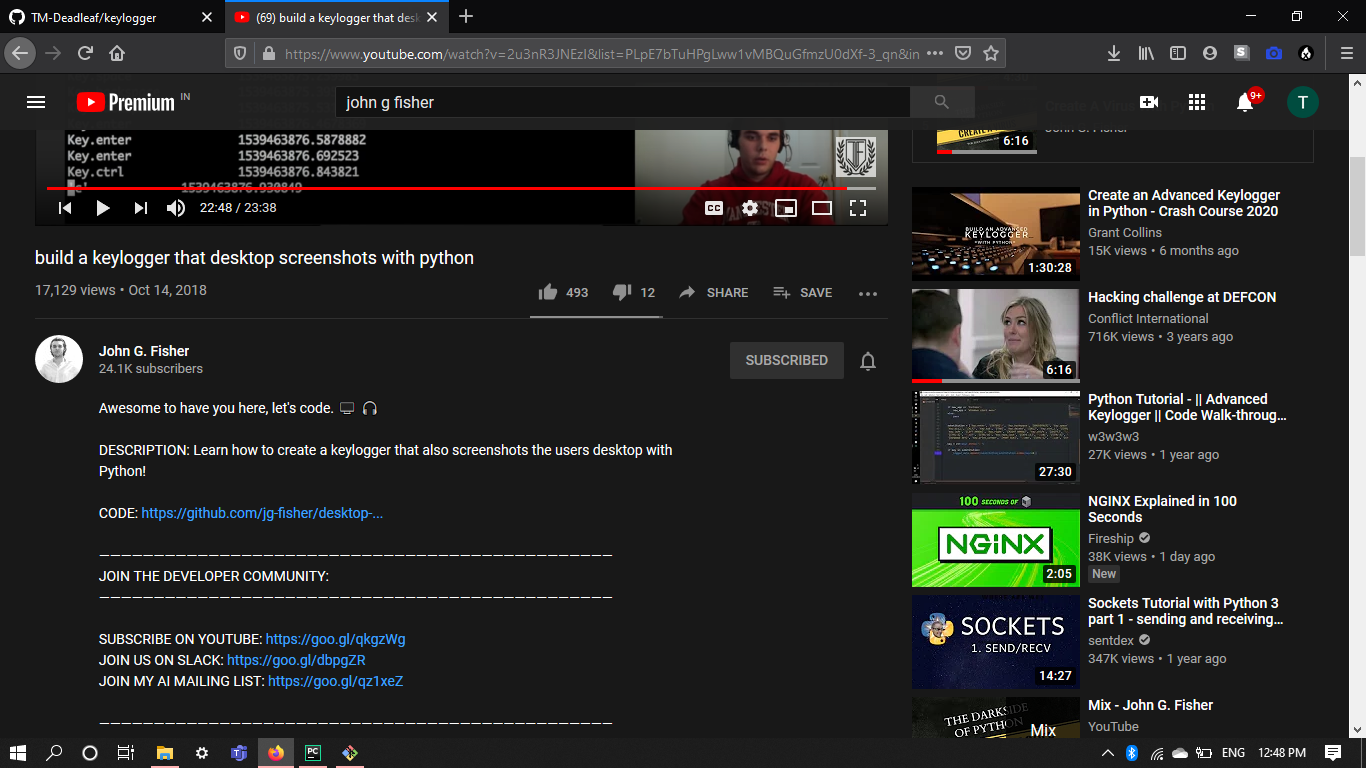 TM-Deadleaf/keylogger
(69) build a keylogger that desk
https://www.youtube.com/watch?v=2u3nR3JNEzI&list=PLpE7bTuHPgLww1vMBQuGfmzU0dXf-3_qn&in
Premium IN
john g fisher
9+
T
Key.enter 1539463876.5878882
Key.enter 1539463876.692523
Key.ctrl 1539463876.843821
'c' 1539463876.930849
22:48 / 23:38
CC
build a keylogger that desktop screenshots with python
17,129 views • Oct 14, 2018
493
12
SHARE
SAVE
John G. Fisher
24.1K subscribers
SUBSCRIBED
Awesome to have you here, let's code.
DESCRIPTION: Learn how to create a keylogger that also screenshots the users desktop with
Python!
CODE: https://github.com/jg-fisher/desktop-...
JOIN THE DEVELOPER COMMUNITY:
SUBSCRIBE ON YOUTUBE: https://goo.gl/qkgzWg
JOIN US ON SLACK: https://goo.gl/dbpgZR
JOIN MY AI MAILING LIST: https://goo.gl/qz1xeZ
John G. Fisher
6:16
BUILD AN ADVANCED
KEYLOGGER
"WITH PYTHON"
1:30:28
Create an Advanced Keylogger
in Python - Crash Course 2020
Grant Collins
15K views • 6 months ago
6:16
Hacking challenge at DEFCON
Conflict International
716K views • 3 years ago
27:30
Python Tutorial - || Advanced
Keylogger || Code Walk-throug...
w3w3w3
27K views • 1 year ago
100 SECONDS OF
NGINX
2:05
NGINX Explained in 100
Seconds
Fireship
38K views • 1 day ago
New
SOCKETS
1. SEND/RECV
14:27
Sockets Tutorial with Python 3
part 1 - sending and receiving...
sentdex
347K views • 1 year ago
THE DARKSIDE
OF PYTHON
Mix
Mix - John G. Fisher
YouTube
ENG
12:48 PM